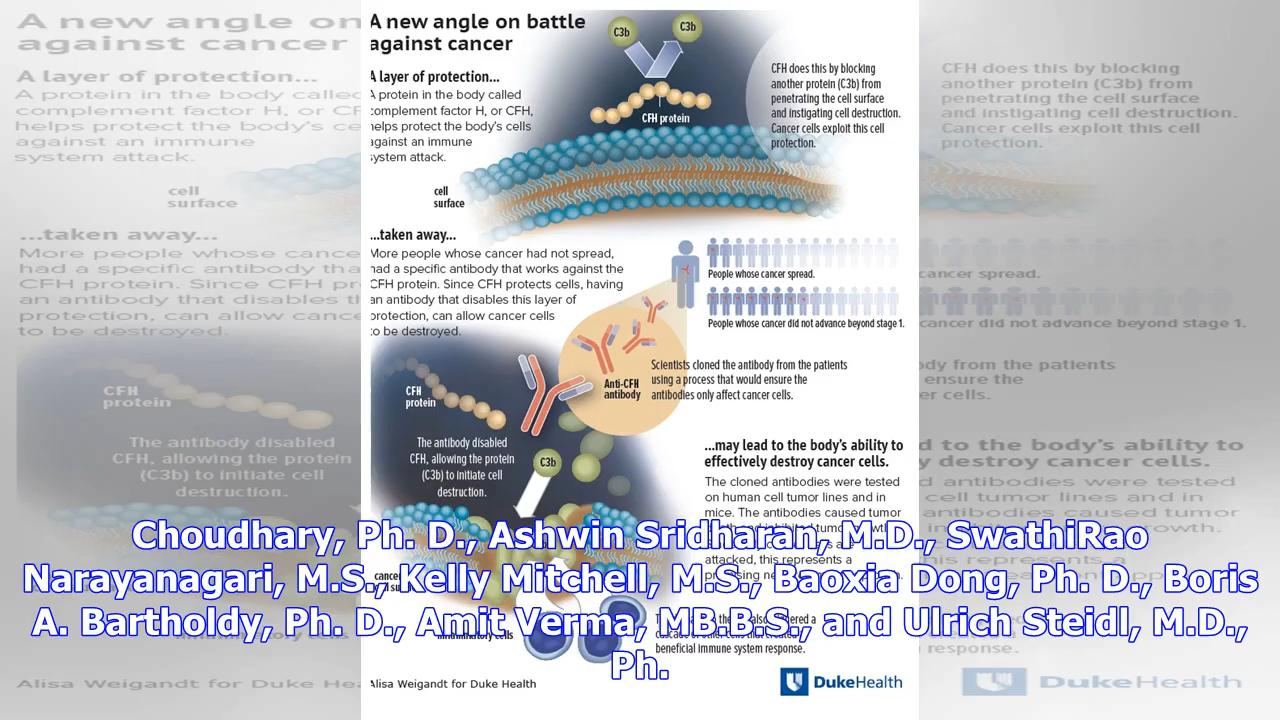 A new angle on battle
against cancer
A layer of protection...
A protein in the body called
complement factor H, or CFH,
helps protect the body's cells
against an immune
system attack.
cell
surface
C3b
C3b
CFH protein
CFH does this by blocking
another protein (C3b) from
penetrating the cell surface
and instigating cell destruction.
Cancer cells exploit this cell
protection.
...taken away...
More people whose cancer had not spread,
had a specific antibody that works against the
CFH protein. Since CFH protects cells, having
an antibody that disables this layer of
protection, can allow cancer cells
to be destroyed.
People whose cancer spread.
People whose cancer did not advance beyond stage 1.
Anti-CFH
antibody
Scientists cloned the antibody from the patients
using a process that would ensure the
antibodies only affect cancer cells.
CFH
protein
The antibody disabled
CFH, allowing the protein
(C3b) to initiate cell
destruction.
C3b
...may lead to the body's ability to
effectively destroy cancer cells.
The cloned antibodies were tested
on human cell tumor lines and in
mice. The antibodies caused tumor
attacked, this represents a
beneficial immune system response.
Choudhary, Ph. D., Ashwin Sridharan, M.D., SwathiRao
Narayanagari, M.S., Kelly Mitchell, M.S., Baoxia Dong, Ph. D., Boris
A. Bartholdy, Ph. D., Amit Verma, MB.B.S., and Ulrich Steidl, M.D.,
Ph.
Alisa Weigandt for Duke Health
DukeHealth